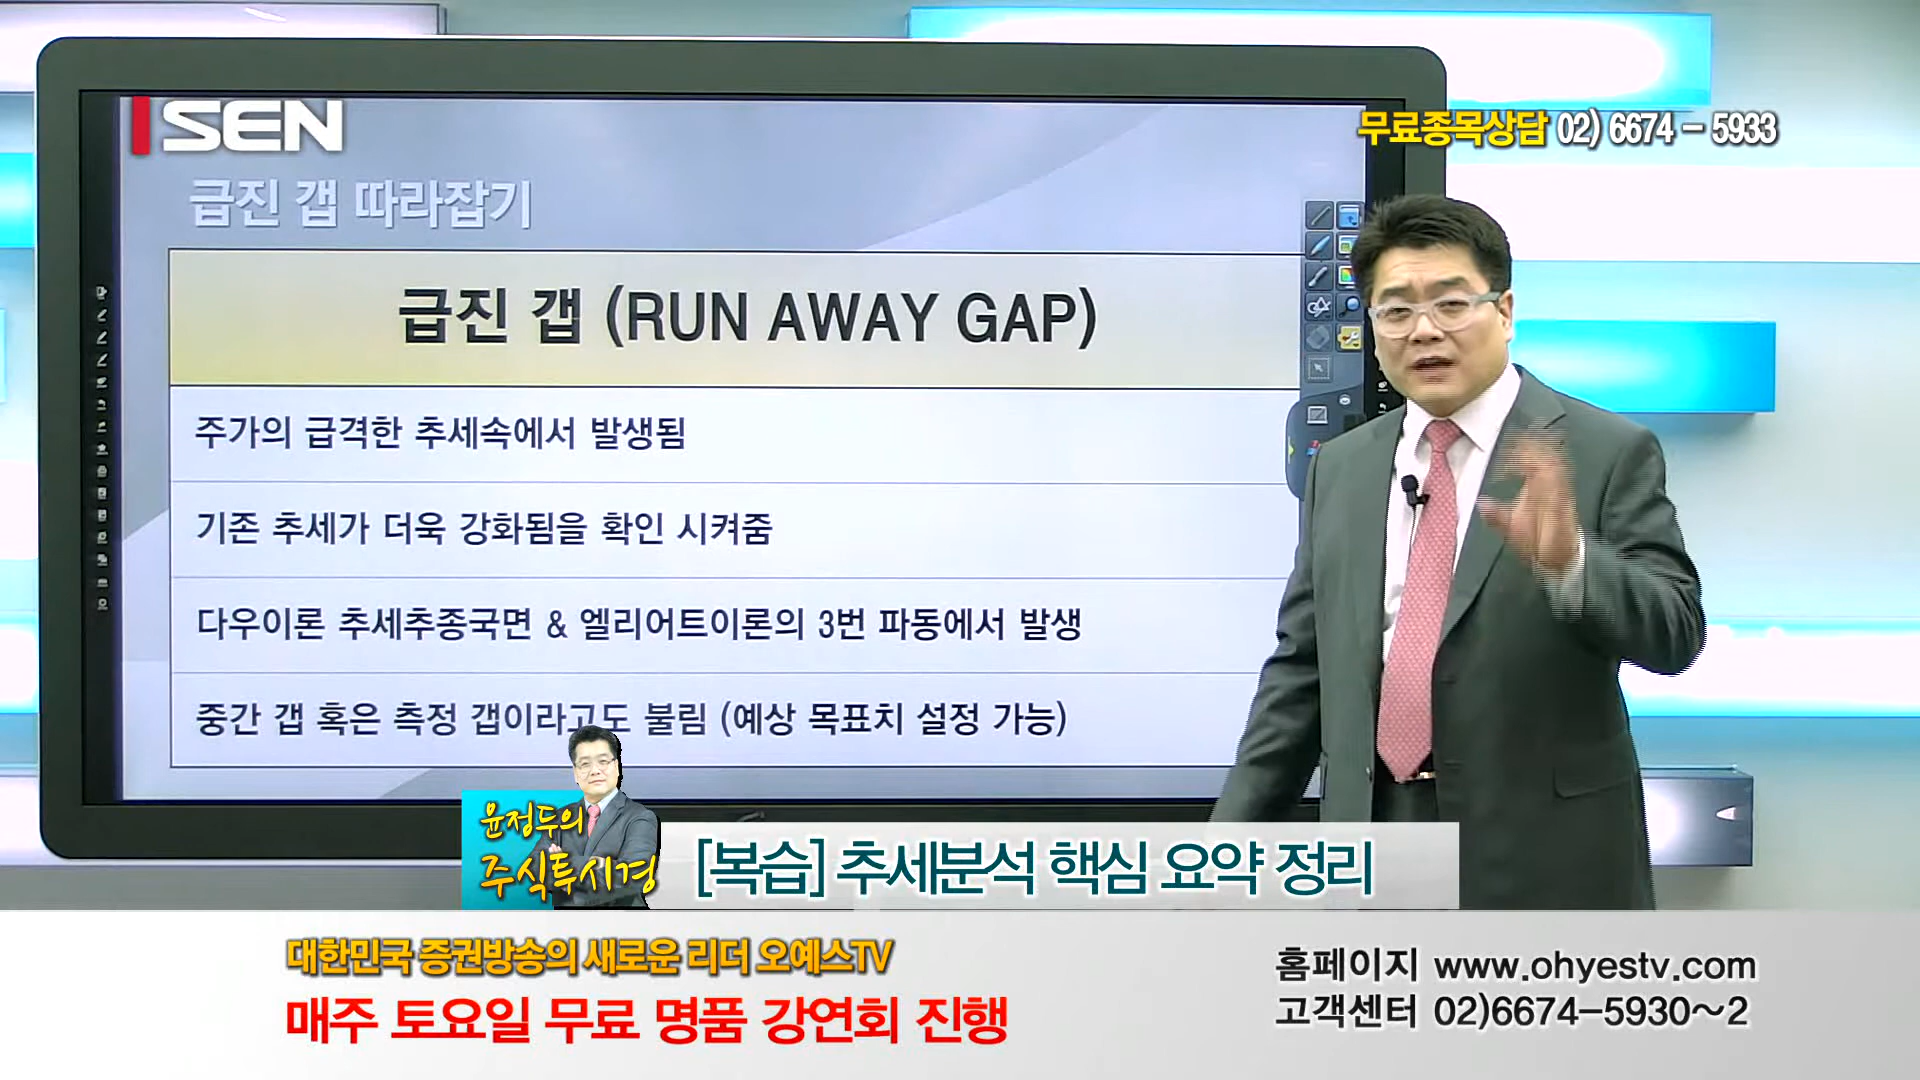 SEN
무료종목상담 02) 6674 - 5933
급진 갭 따라잡기
급진 갭 (RUN AWAY GAP)
주가의 급격한 추세속에서 발생됨
기존 추세가 더욱 강화됨을 확인 시켜줌
다우이론 추세추종국면 & 엘리어트이론의 3번 파동에서 발생
중간 갭 혹은 측정 갭이라고도 불림 (예상 목표치 설정 가능)
윤정두의
주식투시경
[복습] 추세분석 핵심 요약 정리
대한민국 증권방송의 새로운 리더 오예스TV
매주 토요일 무료 명품 강연회 진행
홈페이지 www.ohyestv.com
고객센터 02)6674-5930~2